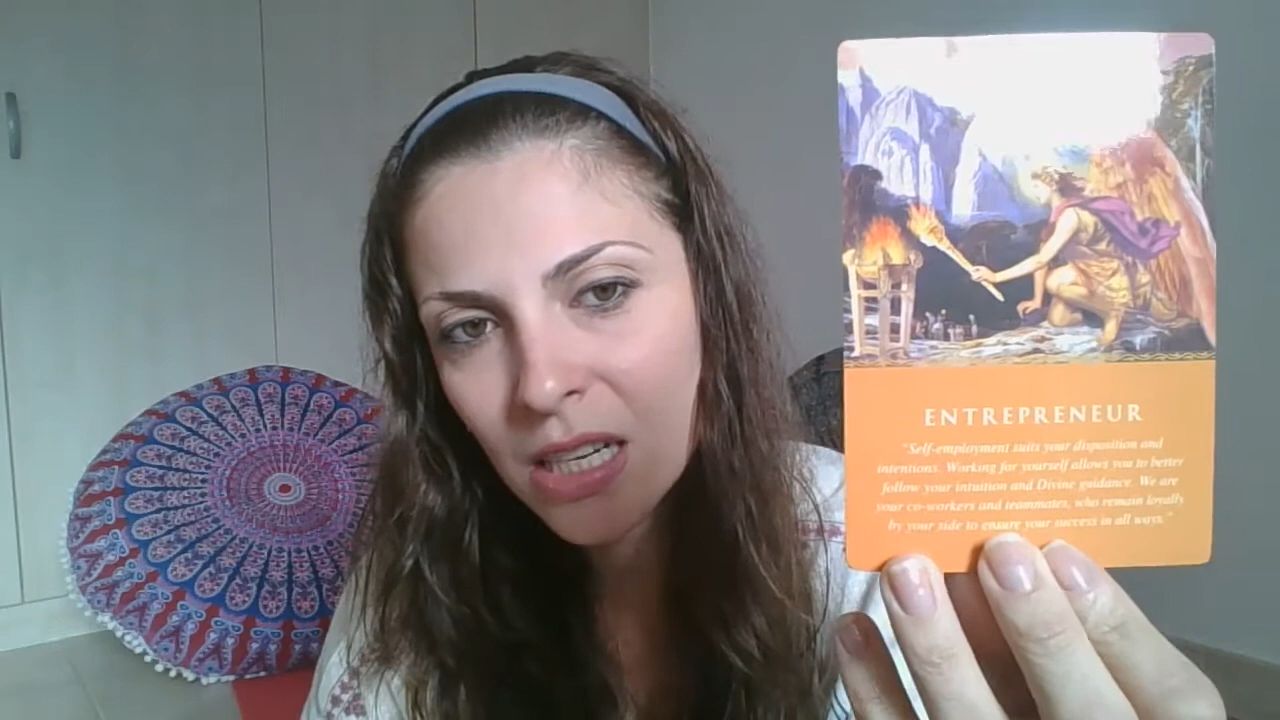 ENTREPRENEUR
"Self-employment suits your disposition and
intentions. Working for yourself allows you to better
follow your intuition and Divine guidance. We are
your co-workers and teammates, who remain loyally
by your side to ensure your success in all ways."